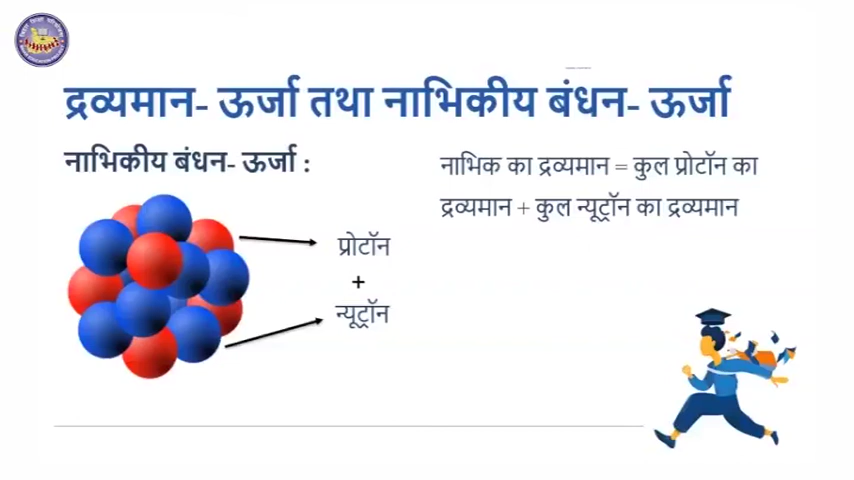 द्रव्यमान- ऊर्जा तथा नाभिकीय बंधन- ऊर्जा
नाभिकीय बंधन- ऊर्जा :
नाभिक का द्रव्यमान = कुल प्रोटॉन का
द्रव्यमान + कुल न्यूट्रॉन का द्रव्यमान
प्रोटॉन
+
न्यूट्रॉन